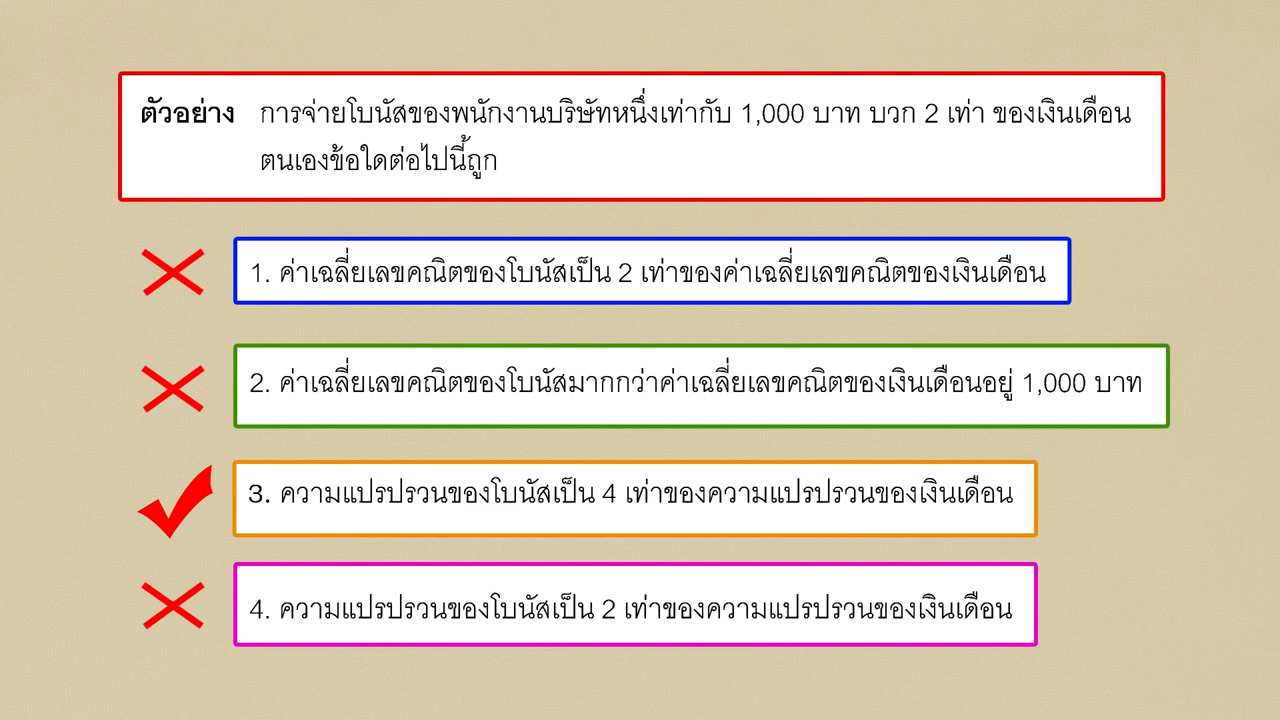 ตัวอย่าง การจ่ายโบนัสของพนักงานบริษัทหนึ่งเท่ากับ 1,000 บาท บวก 2 เท่า ของเงินเดือน
ตนเองข้อใดต่อไปนี้ถูก
1. ค่าเฉลี่ยเลขคณิตของโบนัสเป็น 2 เท่าของค่าเฉลี่ยเลขคณิตของเงินเดือน
2. ค่าเฉลี่ยเลขคณิตของโบนัสมากกว่าค่าเฉลี่ยเลขคณิตของเงินเดือนอยู่ 1,000 บาท
3. ความแปรปรวนของโบนัสเป็น 4 เท่าของความแปรปรวนของเงินเดือน
4. ความแปรปรวนของโบนัสเป็น 2 เท่าของความแปรปรวนของเงินเดือน